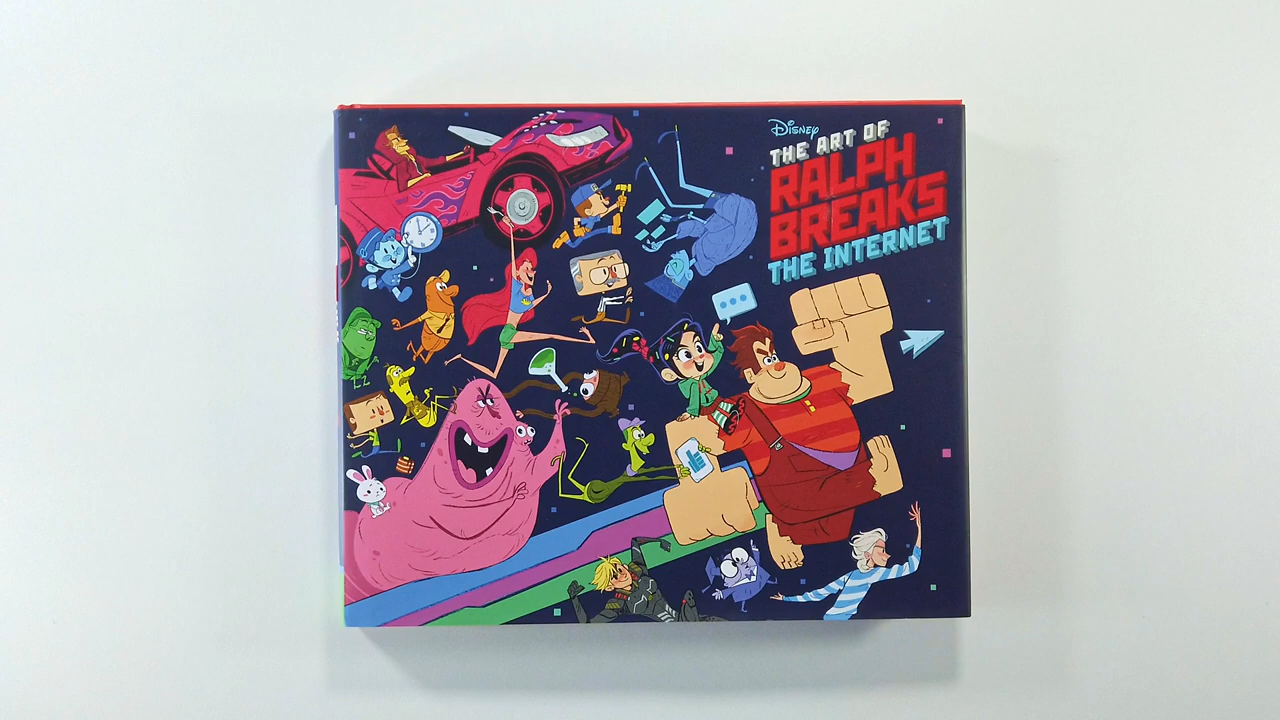 Disney
THE ART OF
RALPH
BREAKS
THE INTERNET